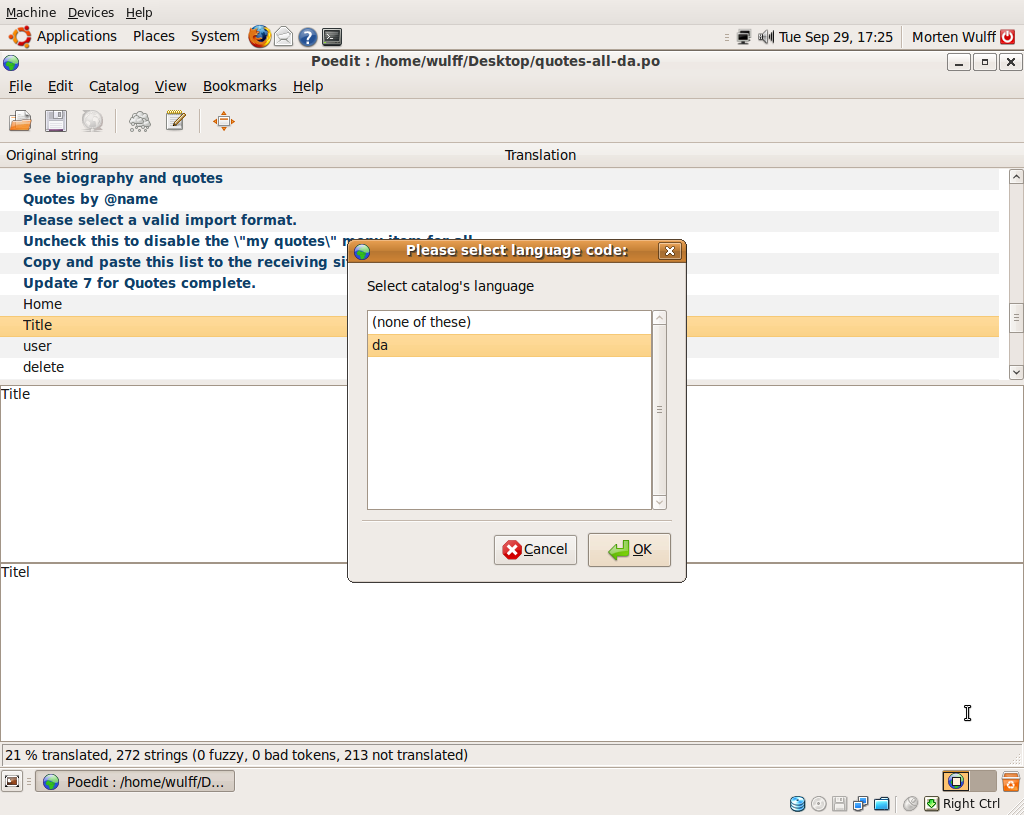 Machine Devices Help
Applications Places System Tue Sep 29, 17:25 Morten Wulff
Poedit : /home/wulff/Desktop/quotes-all-da.po
File Edit Catalog View Bookmarks Help
Original string Translation
See biography and quotes
Quotes by @name
Please select a valid import format.
Uncheck this to disable the \"my quotes\"
Copy and paste this list to the receiving
Update 7 for Quotes complete.
Home
Title
user
delete
Please select language code:
Select catalog's language
(none of these)
da
Cancel OK
Title
Titel
21 % translated, 272 strings (0 fuzzy, 0 bad tokens, 213 not translated)
Poedit : /home/wulff/D...
Right Ctrl